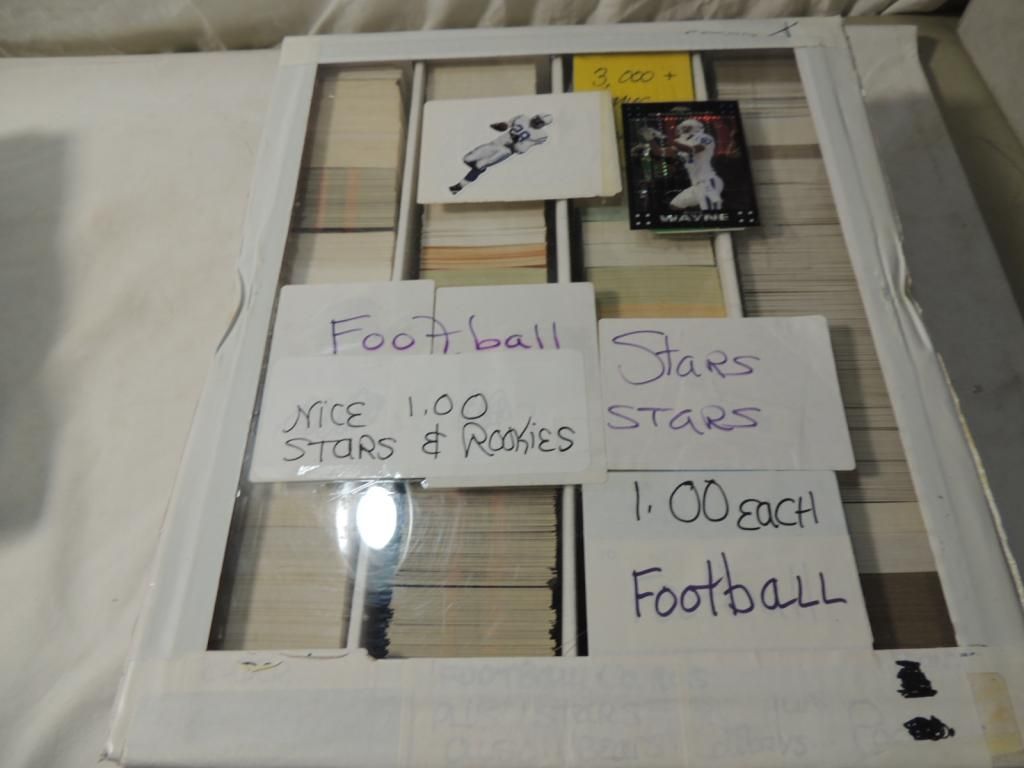 3,000 +
WAYNE
Football
Stars
STARS
NiCE 1.00
STARS & ROOKiES
1.00 EACH
FootbaLL